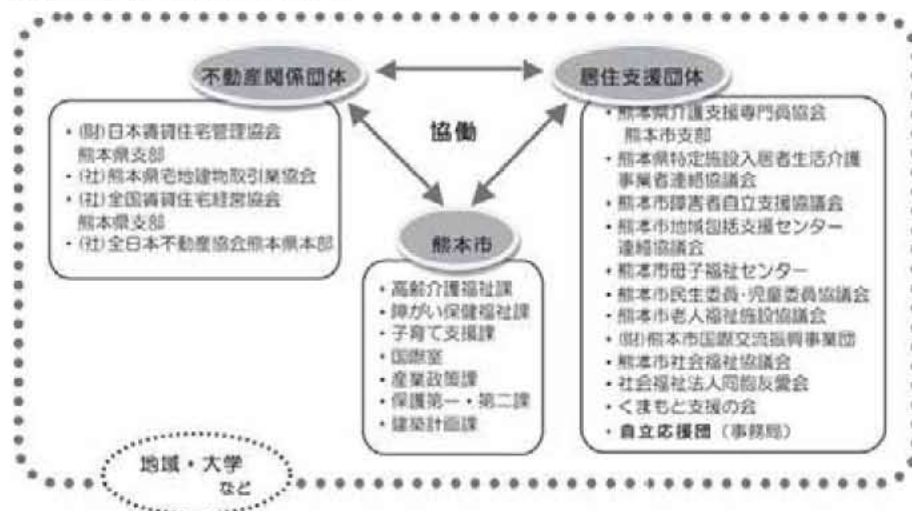 不動産関係団体
居住支援団体
協働
・(財)日本賃貸住宅管理協会
熊本県支部
・(社)熊本県宅地建物取引業協会
・(社)全国賃貸住宅経営協会
熊本県支部
・(社)全日本不動産協会熊本県本部
・熊本県介護支援専門員協会
熊本市支部
・熊本県特定施設入居者生活介護
事業者連絡協議会
・熊本市障害者自立支援協議会
・熊本市地域包括支援センター
連絡協議会
・熊本市母子福祉センター
・熊本市民生委員・児童委員協議会
・熊本市老人福祉施設協議会
・(財)熊本市国際交流振興事業団
・熊本市社会福祉協議会
・社会福祉法人同胞友愛会
・くまもと支援の会
・自立応援団（事務局）
熊本市
・高齢介護福祉課
・障がい保健福祉課
・子育て支援課
・国際室
・産業政策課
・保護第一・第二課
・建築計画課
地域・大学
など